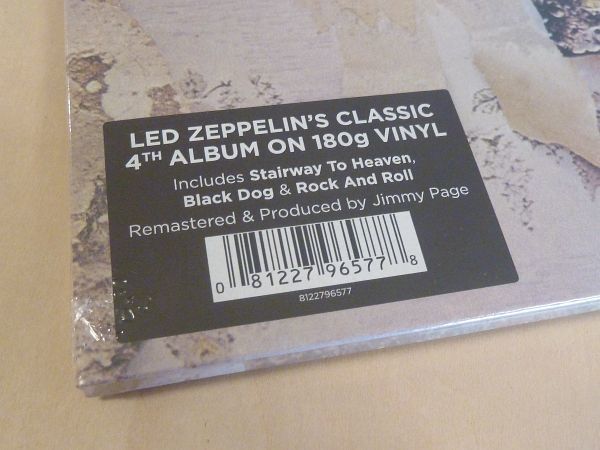 LED ZEPPELIN'S CLASSIC
4TH ALBUM ON 180g VINYL
Includes Stairway To Heaven,
Black Dog & Rock And Roll
Remastered & Produced by Jimmy Page
0 81227 96577 8
8122796577